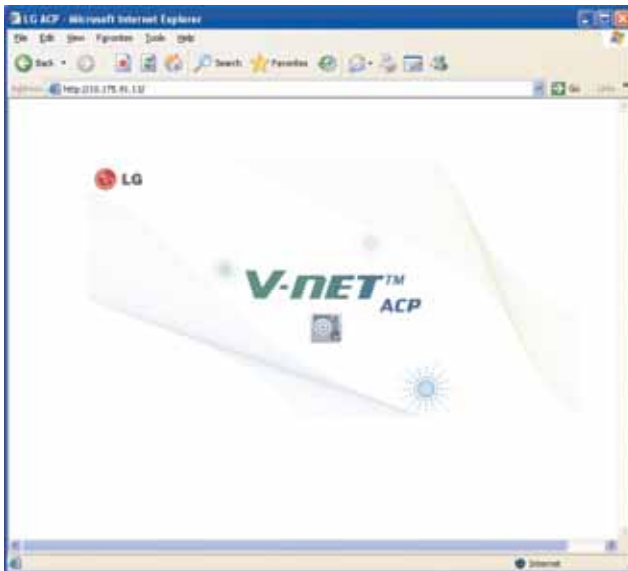 LG ACP - Microsoft Internet Explorer
File Edit View Favorites Tools Help
Back Search Favorites
Address Go Links
LG
V-NET™
ACP
Internet